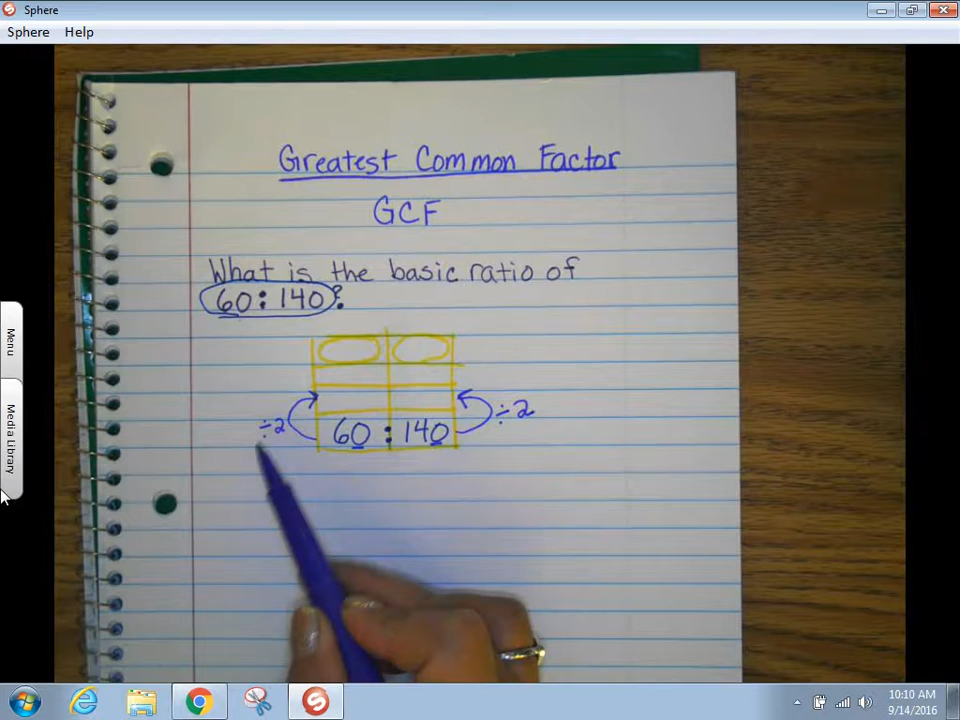 Sphere
Sphere Help
Greatest Common Factor
GCF
What is the basic ratio of
60:140?
÷2 60 : 140 ÷2
Menu
Media Library
10:10 AM
9/14/2016